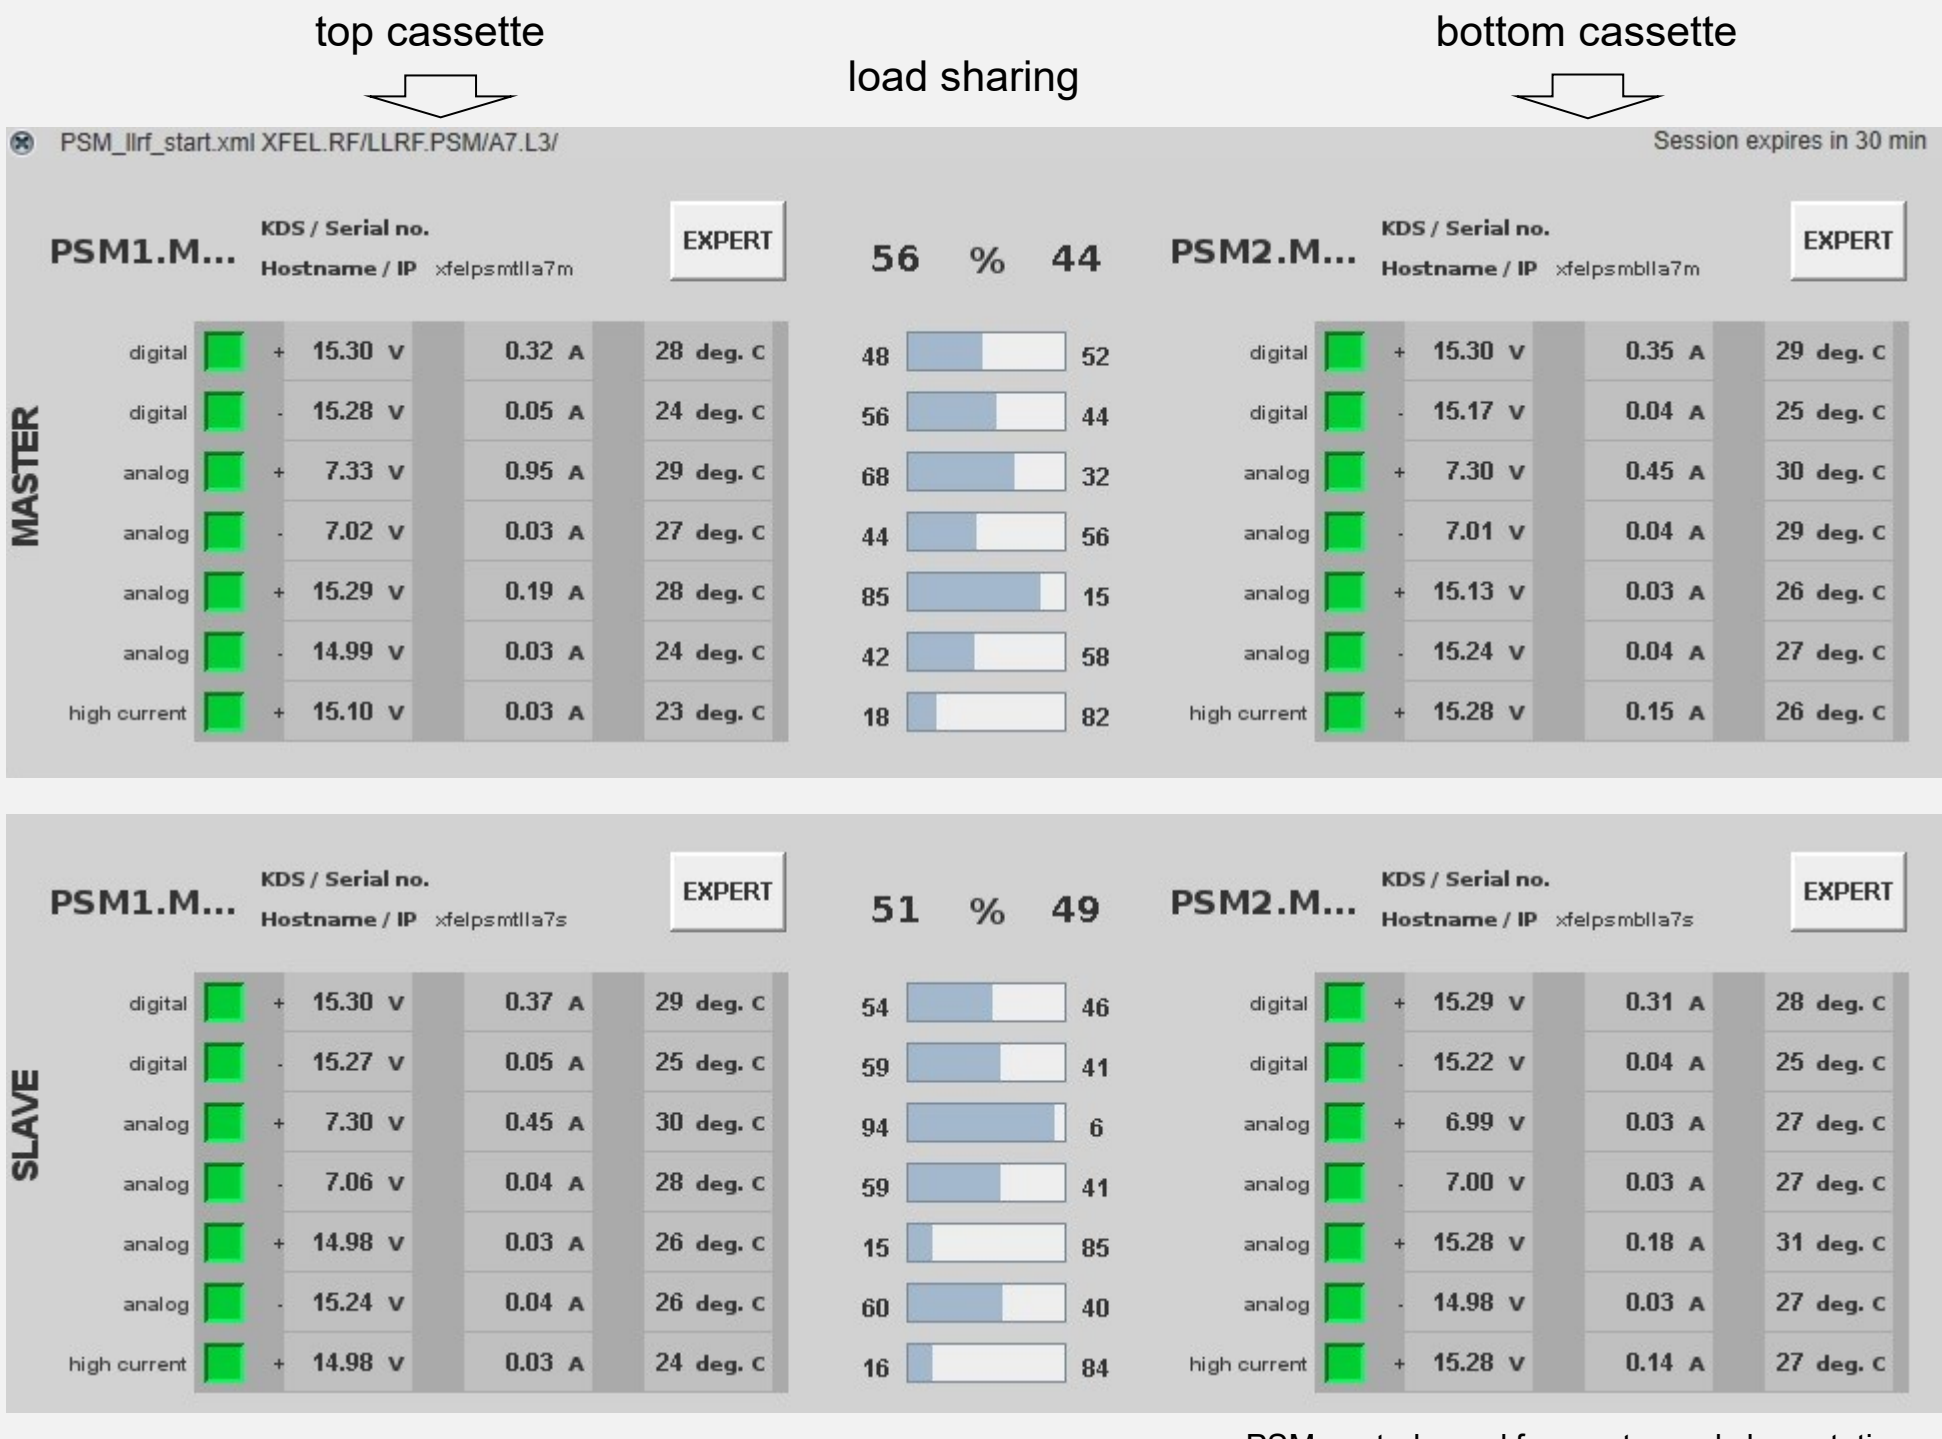 top cassette
load sharing
bottom cassette
PSM_llrf_start.xml XFEL.RF/LLRF.PSM/A7.L3/
Session expires in 30 min
MASTER
PSM1.M...
KDS / Serial no.
Hostname / IP xfelpsmtlla7m
EXPERT
56 % 44
PSM2.M...
KDS / Serial no.
Hostname / IP xfelpsmblla7m
EXPERT
digital + 15.30 V 0.32 A 28 deg. C 48 52 digital + 15.30 V 0.35 A 29 deg. C
digital - 15.28 V 0.05 A 24 deg. C 56 44 digital - 15.17 V 0.04 A 25 deg. C
analog + 7.33 V 0.95 A 29 deg. C 68 32 analog + 7.30 V 0.45 A 30 deg. C
analog - 7.02 V 0.03 A 27 deg. C 44 56 analog - 7.01 V 0.04 A 29 deg. C
analog + 15.29 V 0.19 A 28 deg. C 85 15 analog + 15.13 V 0.03 A 26 deg. C
analog - 14.99 V 0.03 A 24 deg. C 42 58 analog - 15.24 V 0.04 A 27 deg. C
high current + 15.10 V 0.03 A 23 deg. C 18 82 high current + 15.28 V 0.15 A 26 deg. C
SLAVE
PSM1.M...
KDS / Serial no.
Hostname / IP xfelpsmtlla7s
EXPERT
51 % 49
PSM2.M...
KDS / Serial no.
Hostname / IP xfelpsmblla7s
EXPERT
digital + 15.30 V 0.37 A 29 deg. C 54 46 digital + 15.29 V 0.31 A 28 deg. C
digital - 15.27 V 0.05 A 25 deg. C 59 41 digital - 15.22 V 0.04 A 25 deg. C
analog + 7.30 V 0.45 A 30 deg. C 94 6 analog + 6.99 V 0.03 A 27 deg. C
analog - 7.06 V 0.04 A 28 deg. C 59 41 analog - 7.00 V 0.03 A 27 deg. C
analog + 14.98 V 0.03 A 26 deg. C 15 85 analog + 15.28 V 0.18 A 31 deg. C
analog - 15.24 V 0.04 A 26 deg. C 60 40 analog - 14.98 V 0.03 A 27 deg. C
high current + 14.98 V 0.03 A 24 deg. C 16 84 high current + 15.28 V 0.14 A 27 deg. C